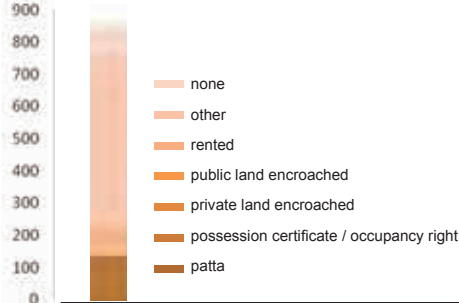 900
800
700
600
500
400
300
200
100
0
none
other
rented
public land encroached
private land encroached
possession certificate / occupancy right
patta